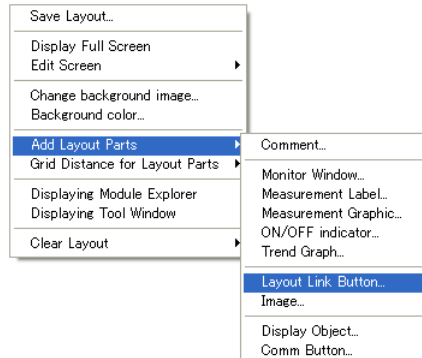 Save Layout...
Display Full Screen
Edit Screen
Change background image...
Background color...
Add Layout Parts
Grid Distance for Layout Parts
Displaying Module Explorer
Displaying Tool Window
Clear Layout
Comment...
Monitor Window...
Measurement Label...
Measurement Graphic...
ON/OFF indicator...
Trend Graph...
Layout Link Button...
Image...
Display Object...
Comm Button...